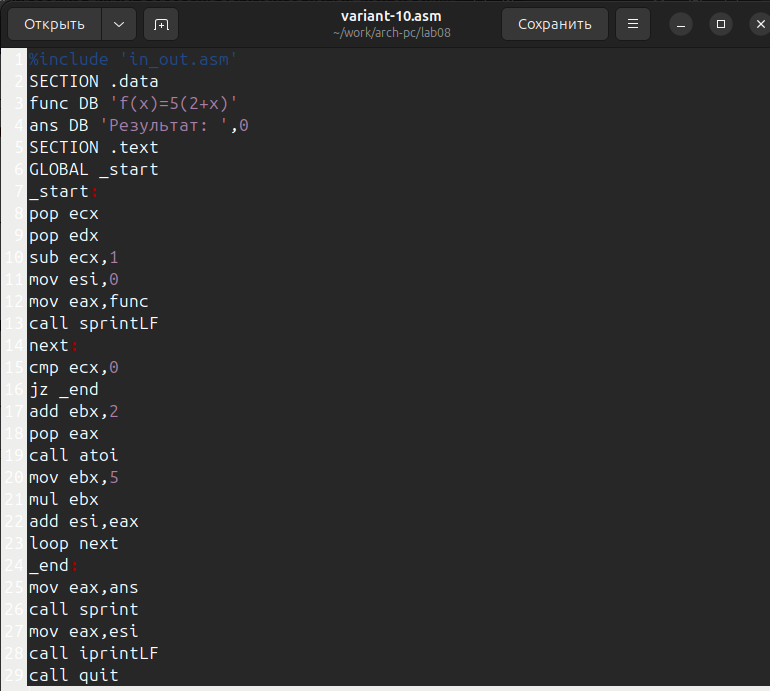 Открыть
variant-10.asm
~/work/arch-pc/lab08
Сохранить
1 %include 'in_out.asm'
2 SECTION .data
3 func DB 'f(x)=5(2+x)'
4 ans DB 'Результат: ',0
5 SECTION .text
6 GLOBAL _start
7 _start:
8 pop ecx
9 pop edx
10 sub ecx,1
11 mov esi,0
12 mov eax,func
13 call sprintLF
14 next:
15 cmp ecx,0
16 jz _end
17 add ebx,2
18 pop eax
19 call atoi
20 mov ebx,5
21 mul ebx
22 add esi,eax
23 loop next
24 _end:
25 mov eax,ans
26 call sprint
27 mov eax,esi
28 call iprintLF
29 call quit